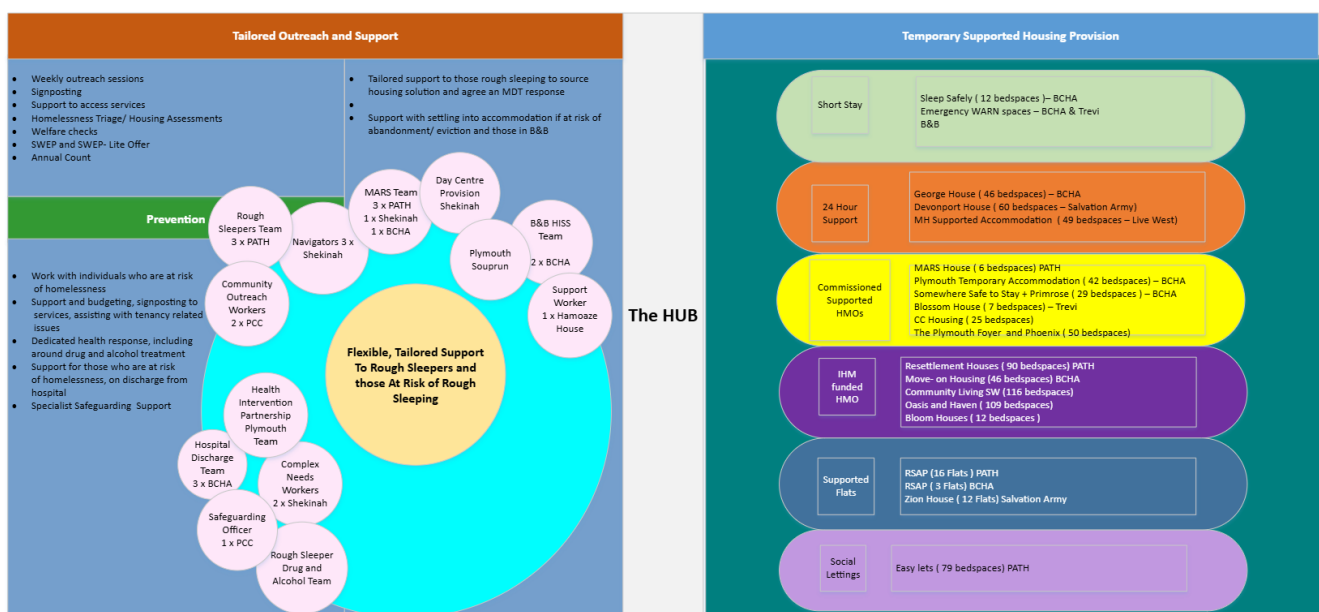 Tailored Outreach and Support
• Weekly outreach sessions
• Signposting
• Support to access services
• Homelessness Triage/ Housing Assessments
• Welfare checks
• SWEP and SWEP- Lite Offer
• Annual Count
• Tailored support to those rough sleeping to source
housing solution and agree an MDT response
•
• Support with settling into accommodation if at risk of
abandonment/ eviction and those in B&B
Prevention
• Work with individuals who are at risk
of homelessness
• Support and budgeting, signposting to
services, assisting with tenancy related
issues
• Dedicated health response, including
around drug and alcohol treatment
• Support for those who are at risk
of homelessness, on discharge from
hospital
• Specialist Safeguarding Support
Rough
Sleepers Team
3 x PATH
Navigators 3 x
Shekinah
MARS Team
3 x PATH
1 x Shekinah
1 x BCHA
Day Centre
Provision
Shekinah
Plymouth
Souprun
B&B HISS
Team
2 x BCHA
Support
Worker
1 x Hamoaze
House
Community
Outreach
Workers
2 x PCC
Flexible, Tailored Support
To Rough Sleepers and
those At Risk of Rough
Sleeping
Health
Intervention
Partnership
Plymouth
Team
Hospital
Discharge
Team
3 x BCHA
Complex
Needs
Workers
2 x Shekinah
Safeguarding
Officer
1 x PCC
Rough Sleeper
Drug and
Alcohol Team
The HUB
Temporary Supported Housing Provision
Short Stay
Sleep Safely ( 12 bedspaces )– BCHA
Emergency WARN spaces – BCHA & Trevi
B&B
24 Hour
Support
George House (46 bedspaces) – BCHA
Devonport House (60 bedspaces – Salvation Army)
MH Supported Accommodation ( 49 bedspaces – Live West)
Commissioned
Supported
HMOs
MARS House ( 6 bedspaces) PATH
Plymouth Temporary Accommodation ( 42 bedspaces) – BCHA
Somewhere Safe to Stay + Primrose ( 29 bedspaces ) – BCHA
Blossom House ( 7 bedspaces) – Trevi
CC Housing ( 25 bedspaces)
The Plymouth Foyer and Phoenix ( 50 bedspaces)
IHM
funded
HMO
Resettlement Houses ( 90 bedspaces) PATH
Move- on Housing (46 bedspaces) BCHA
Community Living SW (116 bedspaces)
Oasis and Haven ( 109 bedspaces)
Bloom Houses ( 12 bedspaces )
Supported
Flats
RSAP (16 Flats ) PATH
RSAP ( 3 Flats) BCHA
Zion House ( 12 Flats) Salvation Army
Social
Lettings
Easy lets ( 79 bedspaces) PATH